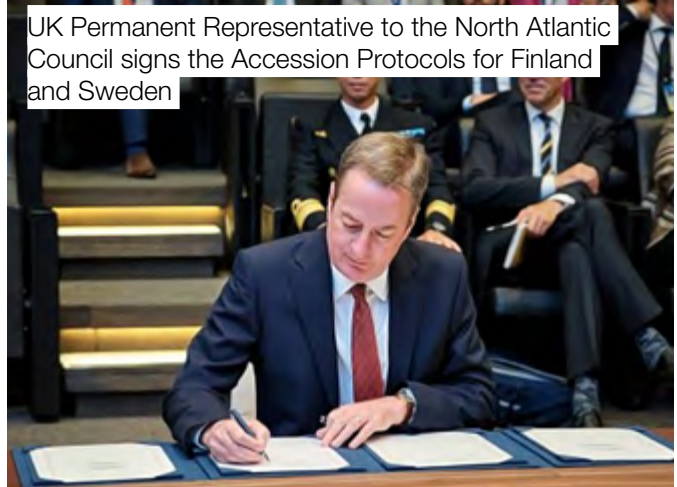 UK Permanent Representative to the North Atlantic
Council signs the Accession Protocols for Finland
and Sweden